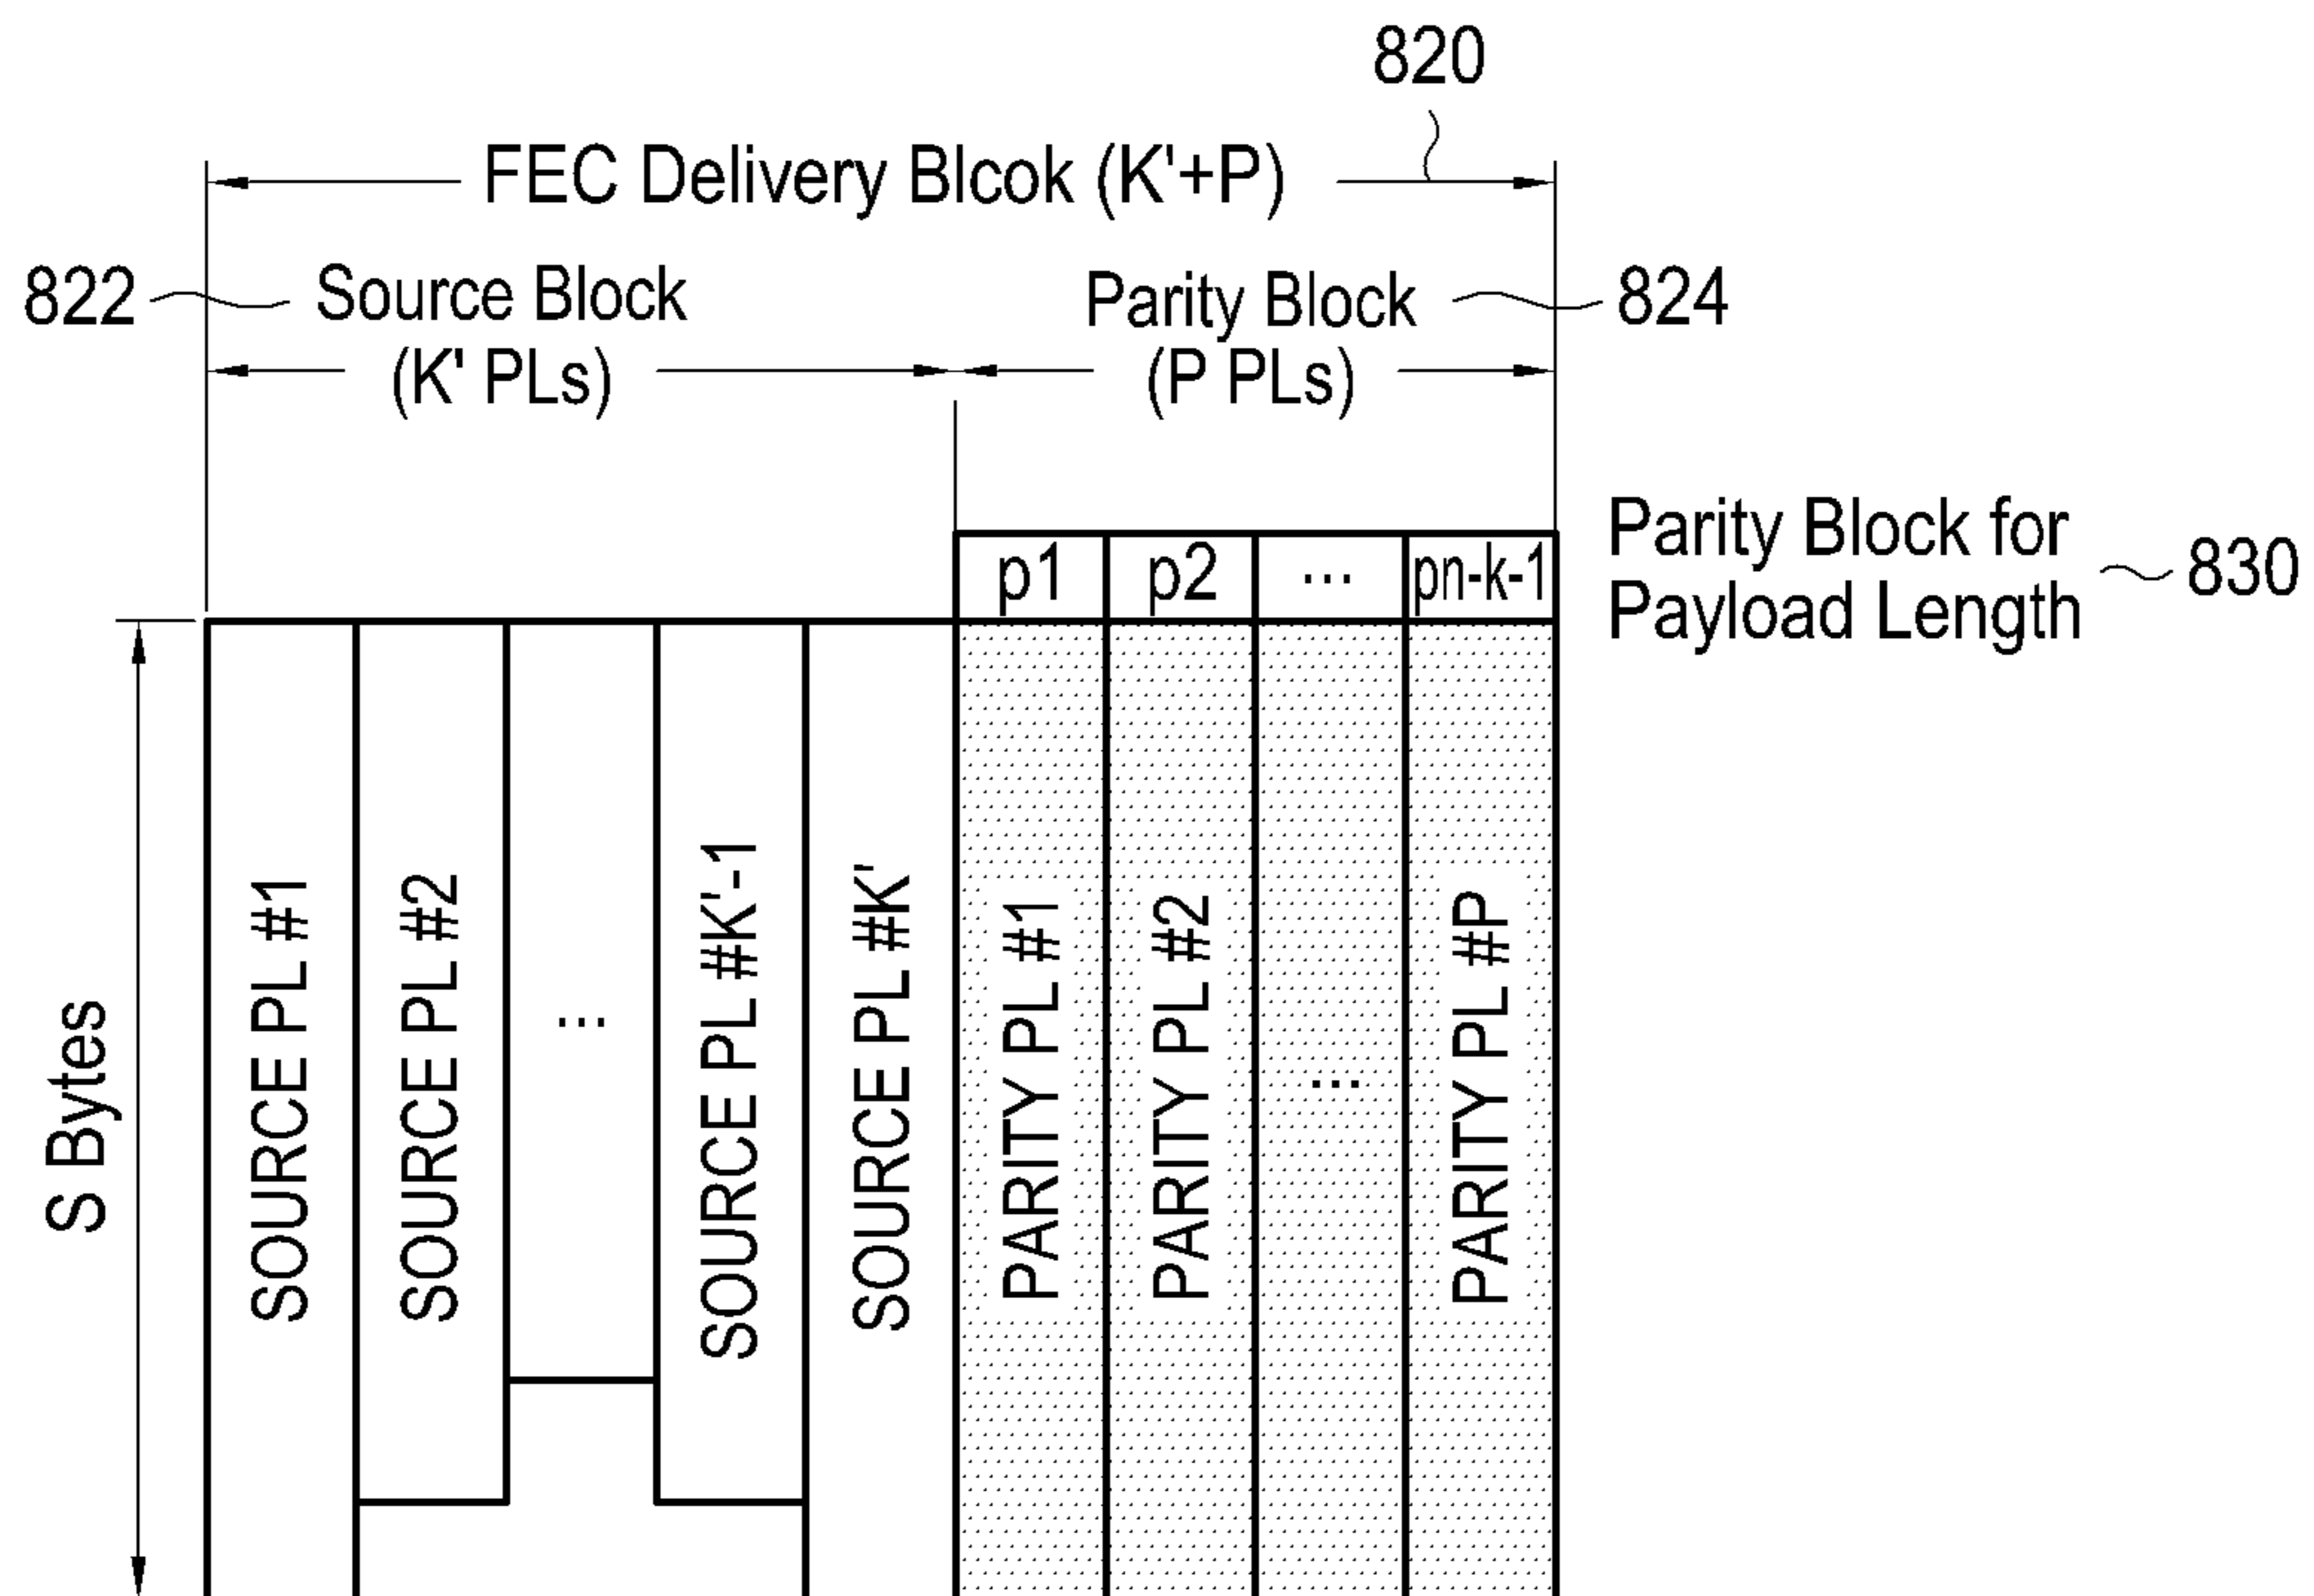 820
FEC Delivery Blcok (K'+P)
822
Source Block
(K' PLs)
Parity Block
(P PLs)
824
p1
p2
...
pn-k-1
Parity Block for
Payload Length
830
S Bytes
SOURCE PL #1
SOURCE PL #2
...
SOURCE PL #K'-1
SOURCE PL #K'
PARITY PL #1
PARITY PL #2
...
PARITY PL #P